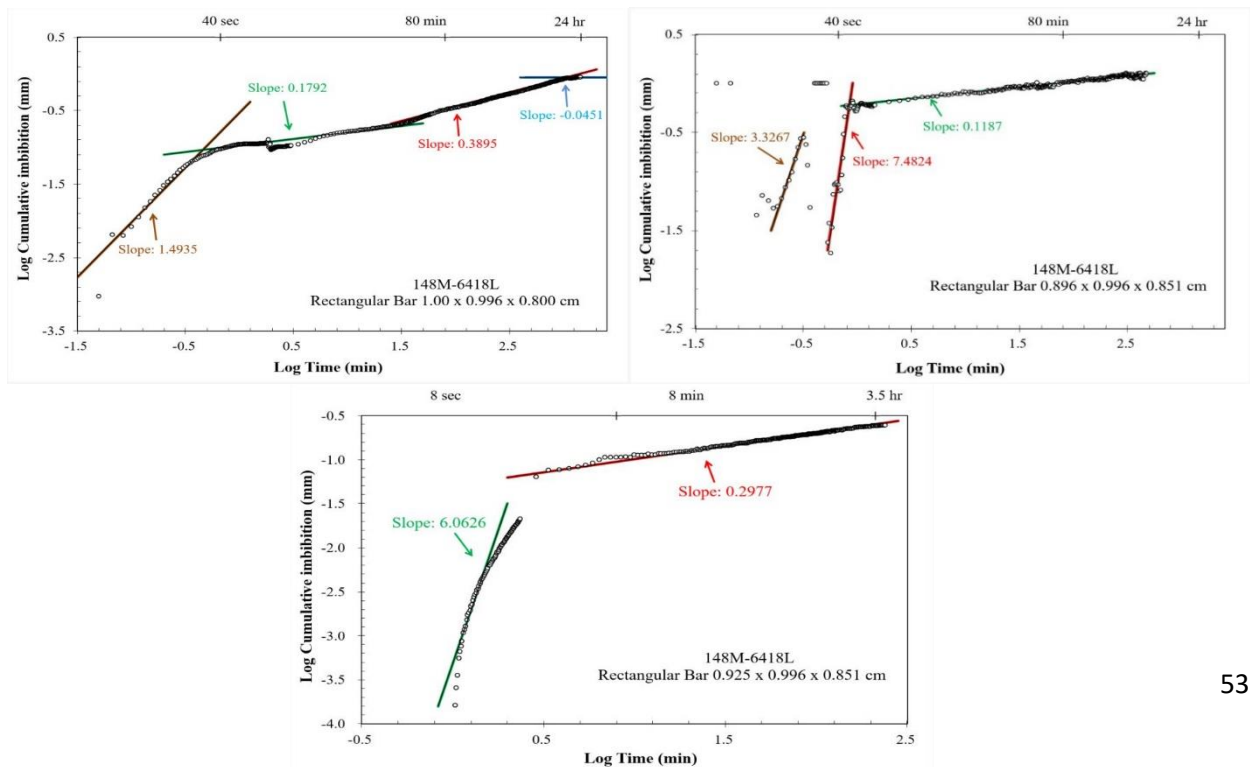 40 sec 80 min 24 hr
0.5
-0.5
-1.5
-2.5
-3.5
Log Cumulative imbibition (mm)
Slope: 0.1792
Slope: -0.0451
Slope: 0.3895
Slope: 1.4935
148M-6418L
Rectangular Bar 1.00 x 0.996 x 0.800 cm
-1.5 -0.5 0.5 1.5 2.5
Log Time (min)
40 sec 80 min 24 hr
0.5
-0.5
-1.5
-2.5
Log Cumulative imbibition (mm)
Slope: 3.3267
Slope: 0.1187
Slope: 7.4824
148M-6418L
Rectangular Bar 0.896 x 0.996 x 0.851 cm
-1.5 -0.5 0.5 1.5 2.5
Log Time (min)
8 sec 8 min 3.5 hr
-0.5
-1.0
-1.5
-2.0
-2.5
-3.0
-3.5
-4.0
Log Cumulative imbibition (mm)
Slope: 0.2977
Slope: 6.0626
148M-6418L
Rectangular Bar 0.925 x 0.996 x 0.851 cm
-0.5 0.5 1.5 2.5
Log Time (min)
53